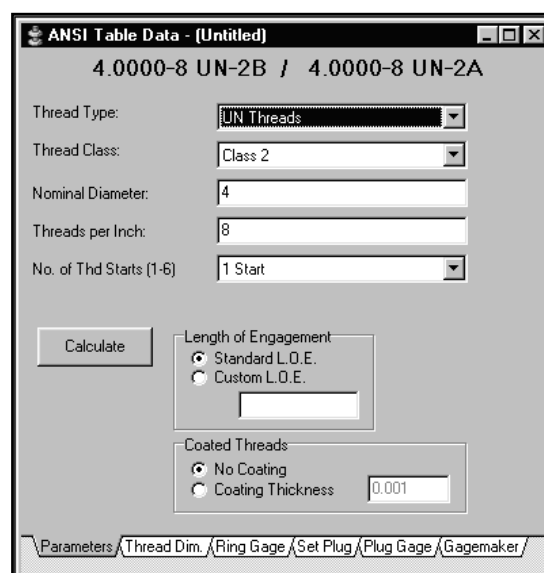 ANSI Table Data - (Untitled)
4.0000-8 UN-2B / 4.0000-8 UN-2A
Thread Type: UN Threads
Thread Class: Class 2
Nominal Diameter: 4
Threads per Inch: 8
No. of Thd Starts (1-6) 1 Start
Calculate
Length of Engagement
Standard L.O.E.
Custom L.O.E.
Coated Threads
No Coating
Coating Thickness 0.001
Parameters Thread Dim. Ring Gage Set Plug Plug Gage Gagemaker